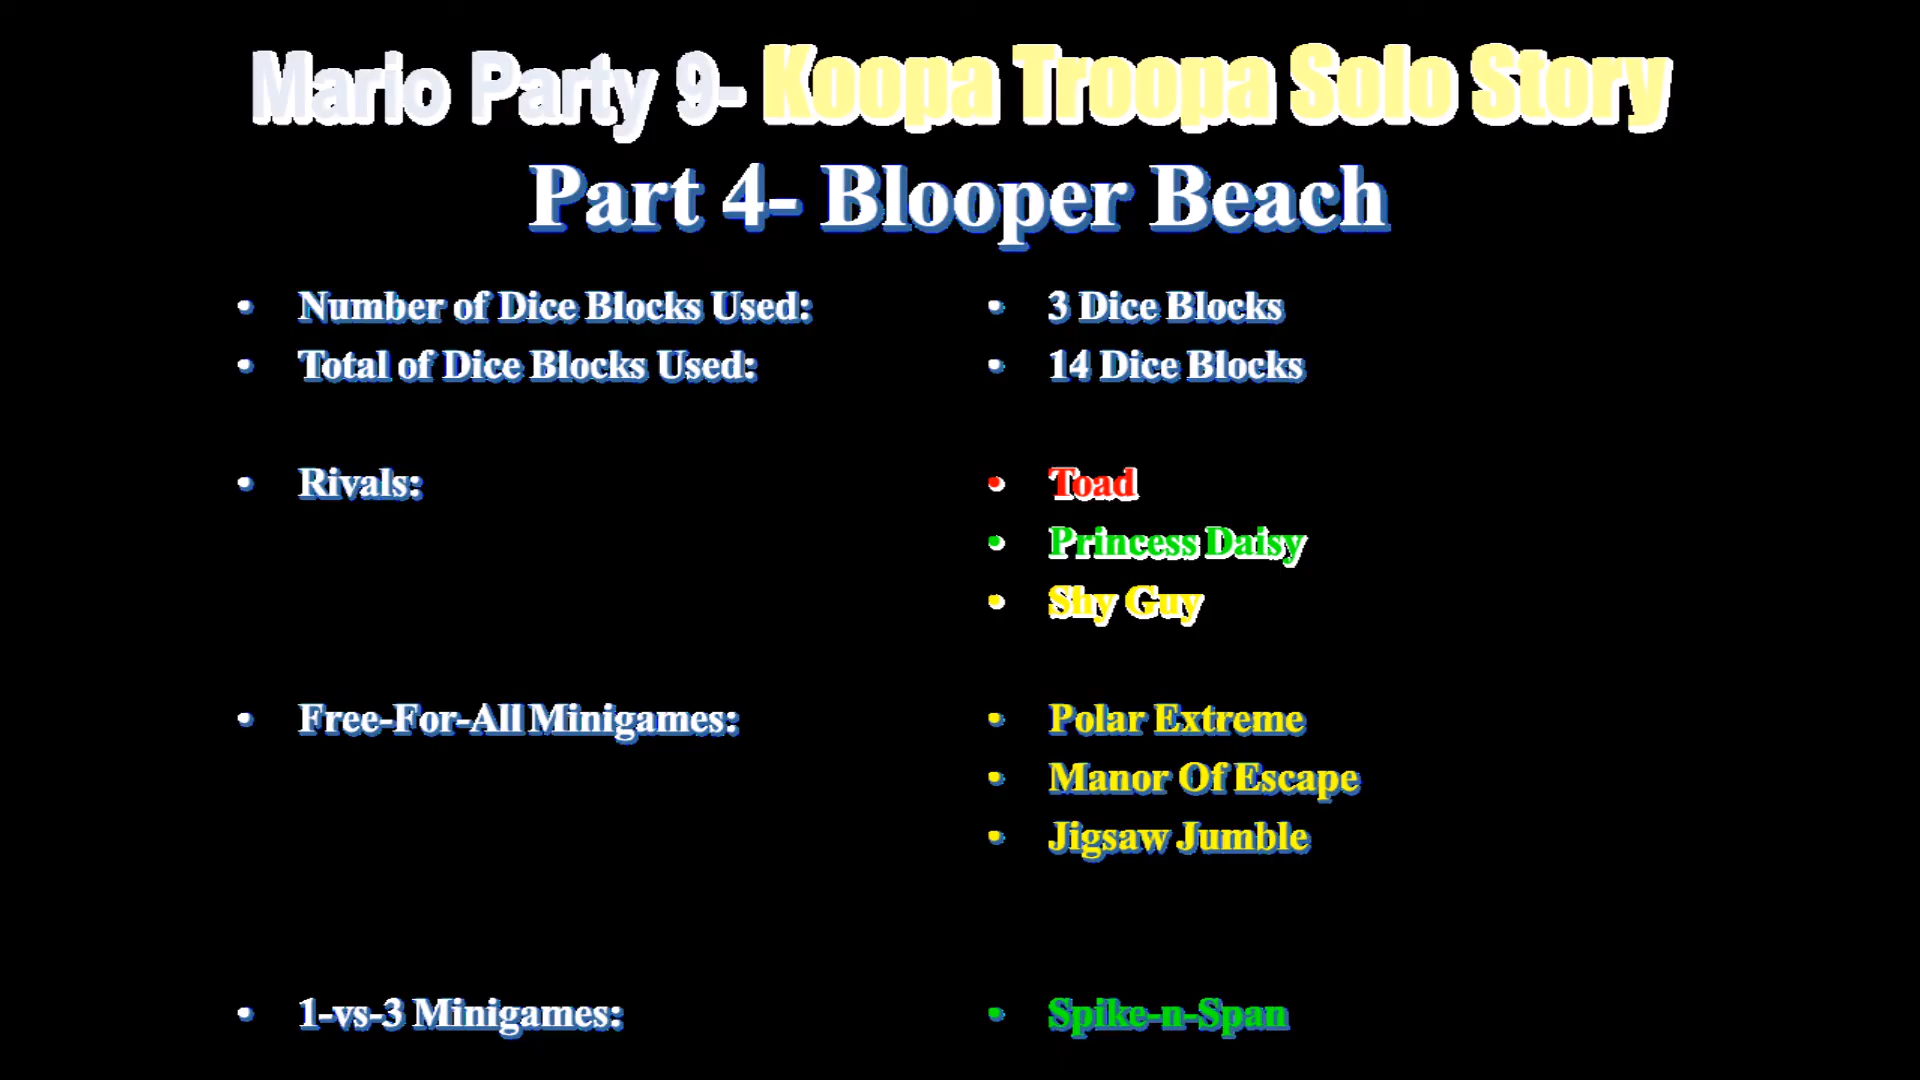 Mario Party 9- Koopa Troopa Solo Story
Part 4- Blooper Beach
• Number of Dice Blocks Used: • 3 Dice Blocks
• Total of Dice Blocks Used: • 14 Dice Blocks
• Rivals: • Toad
• Princess Daisy
• Shy Guy
• Free-For-All Minigames: • Polar Extreme
• Manor Of Escape
• Jigsaw Jumble
• 1-vs-3 Minigames: • Spike-n-Span